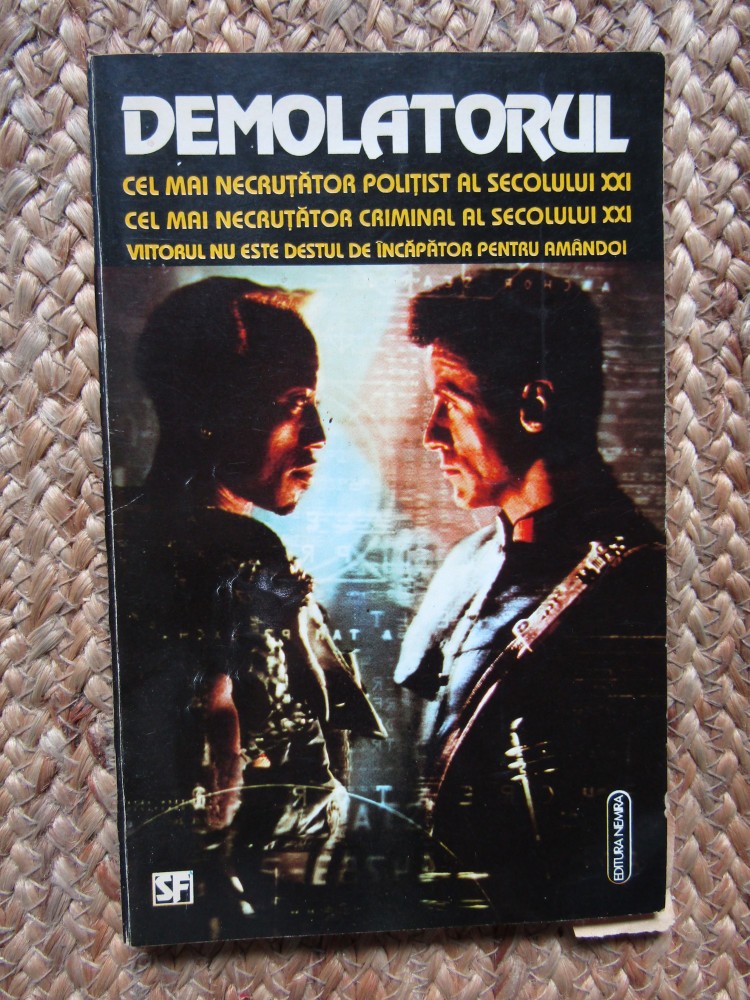 DEMOLATORUL
CEL MAI NECRUȚĂTOR POLIȚIST AL SECOLULUI XXI
CEL MAI NECRUȚĂTOR CRIMINAL AL SECOLULUI XXI
VIITORUL NU ESTE DESTUL DE ÎNCĂPĂTOR PENTRU AMÂNDOI
SF
EDITURA NEMIRA